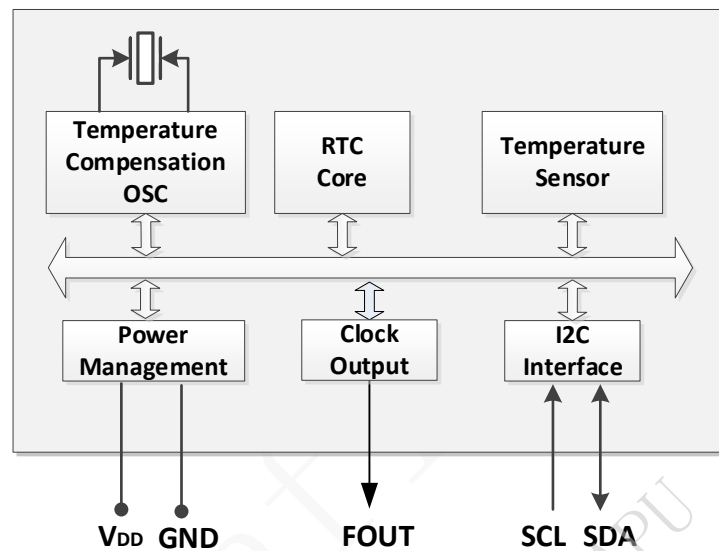 Temperature
Compensation
OSC
RTC
Core
Temperature
Sensor
Power
Management
Clock
Output
I2C
Interface
VDD GND FOUT SCL SDA